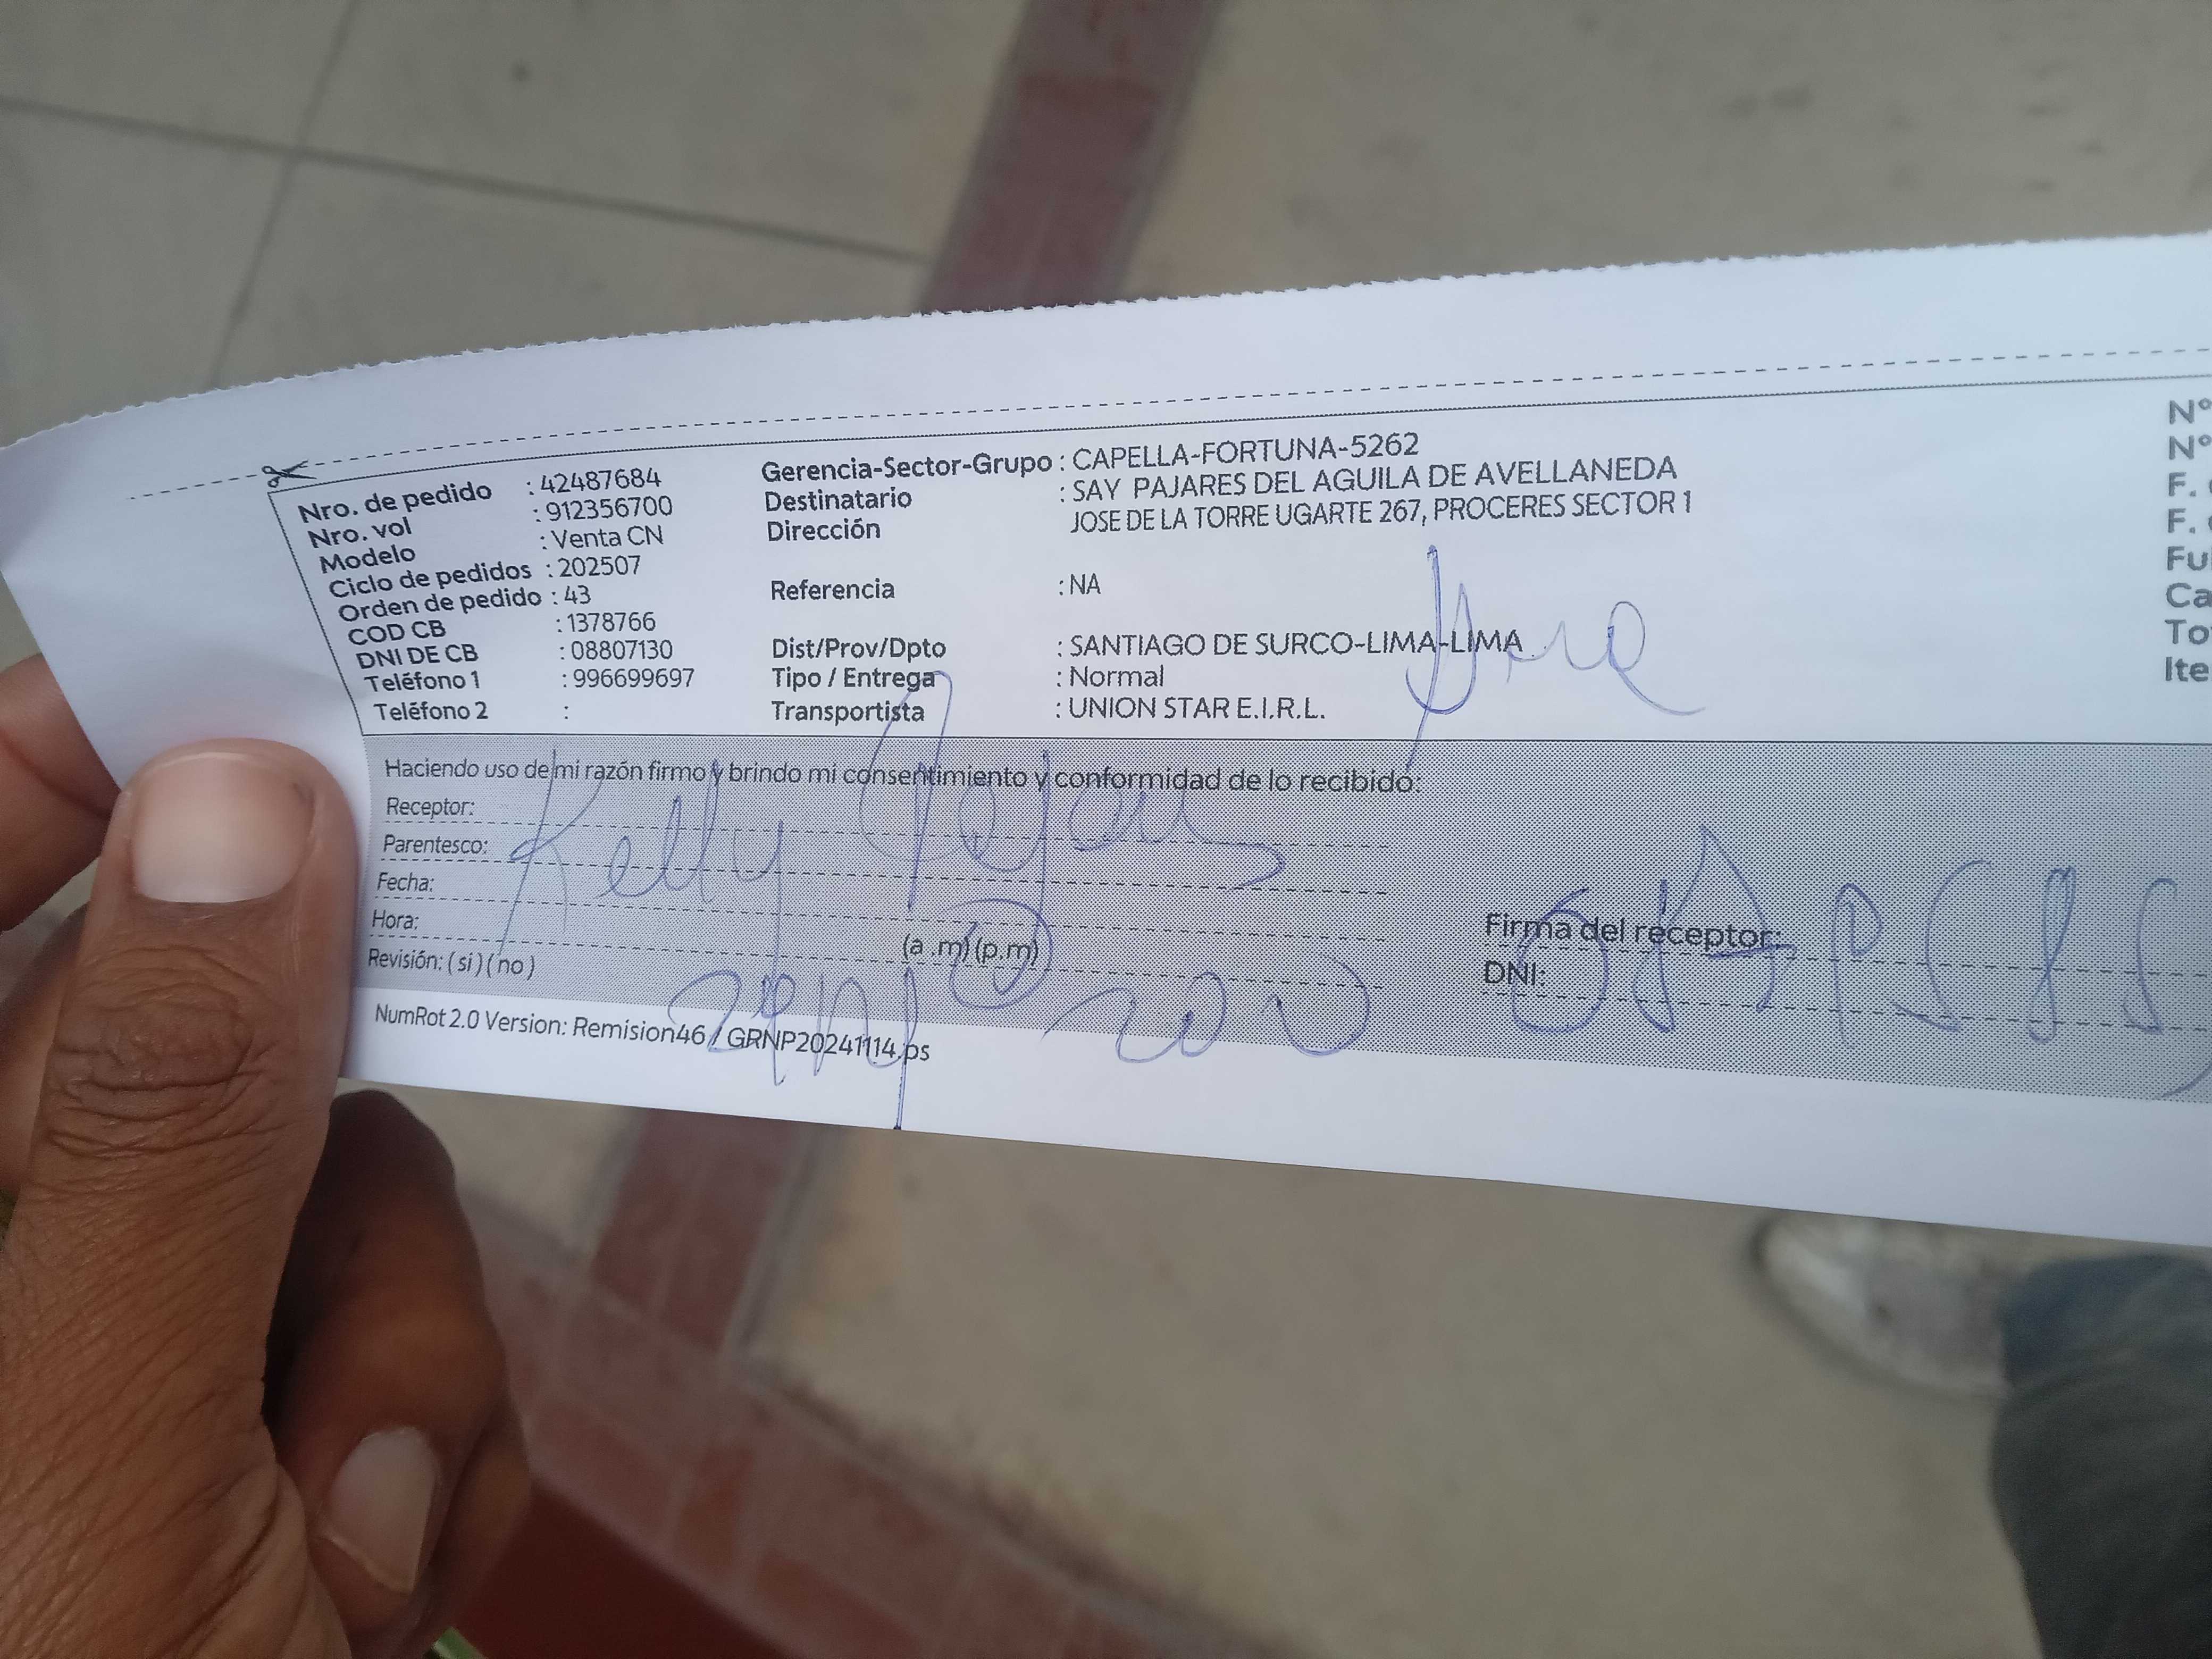 Nro. de pedido : 42487684
Nro. vol : 912356700
Modelo : Venta CN
Ciclo de pedidos : 202507
Orden de pedido : 43
COD CB : 1378766
DNI DE CB : 08807130
Teléfono 1 : 996699697
Teléfono 2 :
Gerencia-Sector-Grupo : CAPELLA-FORTUNA-5262
Destinatario : SAY PAJARES DEL AGUILA DE AVELLANEDA
Dirección JOSE DE LA TORRE UGARTE 267, PROCERES SECTOR 1
Referencia : NA
Dist/Prov/Dpto : SANTIAGO DE SURCO-LIMA-LIMA
Tipo / Entrega : Normal
Transportista : UNION STAR E.I.R.L.
N°
N°
F.
F.
Fu
Ca
To
Ite
Haciendo uso de mi razón firmo y brindo mi consentimiento y conformidad de lo recibido:
Receptor:
Parentesco: Kelly
Fecha:
Hora: (a .m) (p.m)
Revisión: ( si ) ( no )
Firma del receptor:
DNI:
NumRot 2.0 Version: Remision46 / GRNP20241114.ps